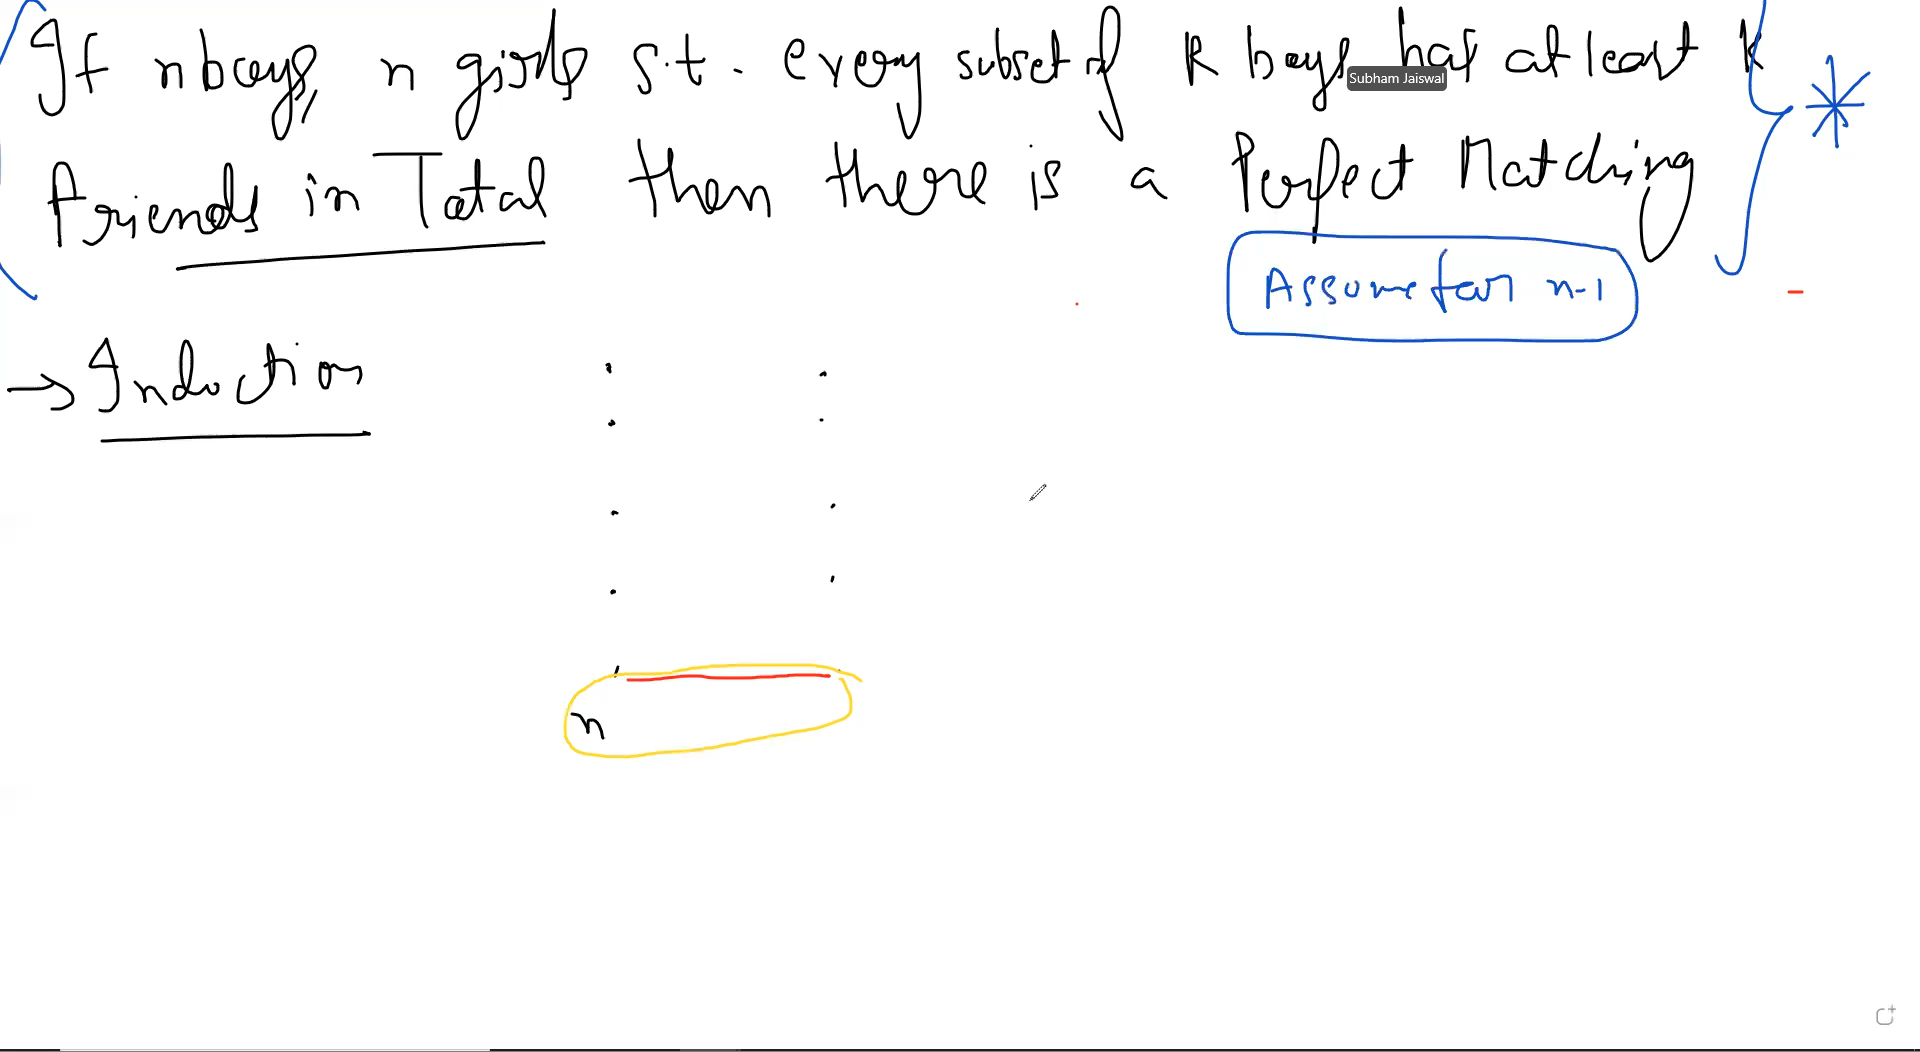 If n boys, n girls s.t. every subset of k boys has at least k
Subham Jaiswal
friends in Total then there is a Perfect Matching
Assume for n-1
→ Induction
n